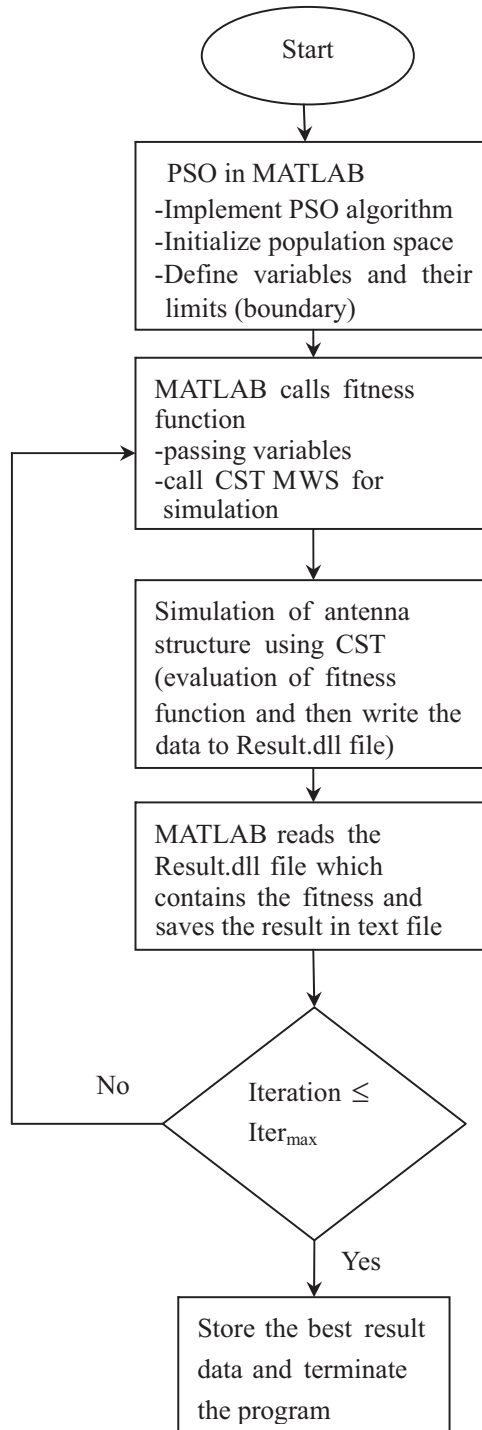 Start
PSO in MATLAB
-Implement PSO algorithm
-Initialize population space
-Define variables and their
limits (boundary)
MATLAB calls fitness
function
-passing variables
-call CST MWS for
simulation
Simulation of antenna
structure using CST
(evaluation of fitness
function and then write the
data to Result.dll file)
MATLAB reads the
Result.dll file which
contains the fitness and
saves the result in text file
No
Iteration ≤
Iter_max
Yes
Store the best result
data and terminate
the program